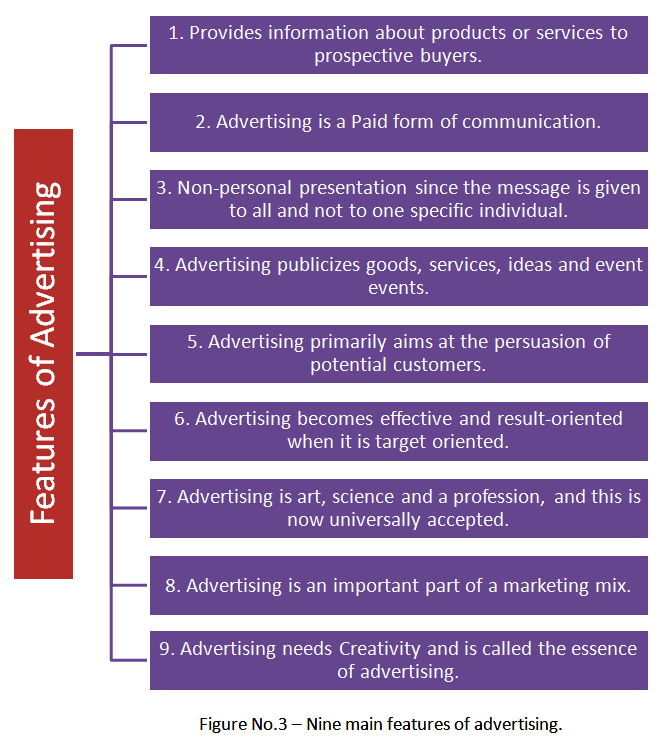 Features of Advertising
1. Provides information about products or services to
prospective buyers.
2. Advertising is a Paid form of communication.
3. Non-personal presentation since the message is given
to all and not to one specific individual.
4. Advertising publicizes goods, services, ideas and event
events.
5. Advertising primarily aims at the persuasion of
potential customers.
6. Advertising becomes effective and result-oriented
when it is target oriented.
7. Advertising is art, science and a profession, and this is
now universally accepted.
8. Advertising is an important part of a marketing mix.
9. Advertising needs Creativity and is called the essence
of advertising.
Figure No.3 – Nine main features of advertising.